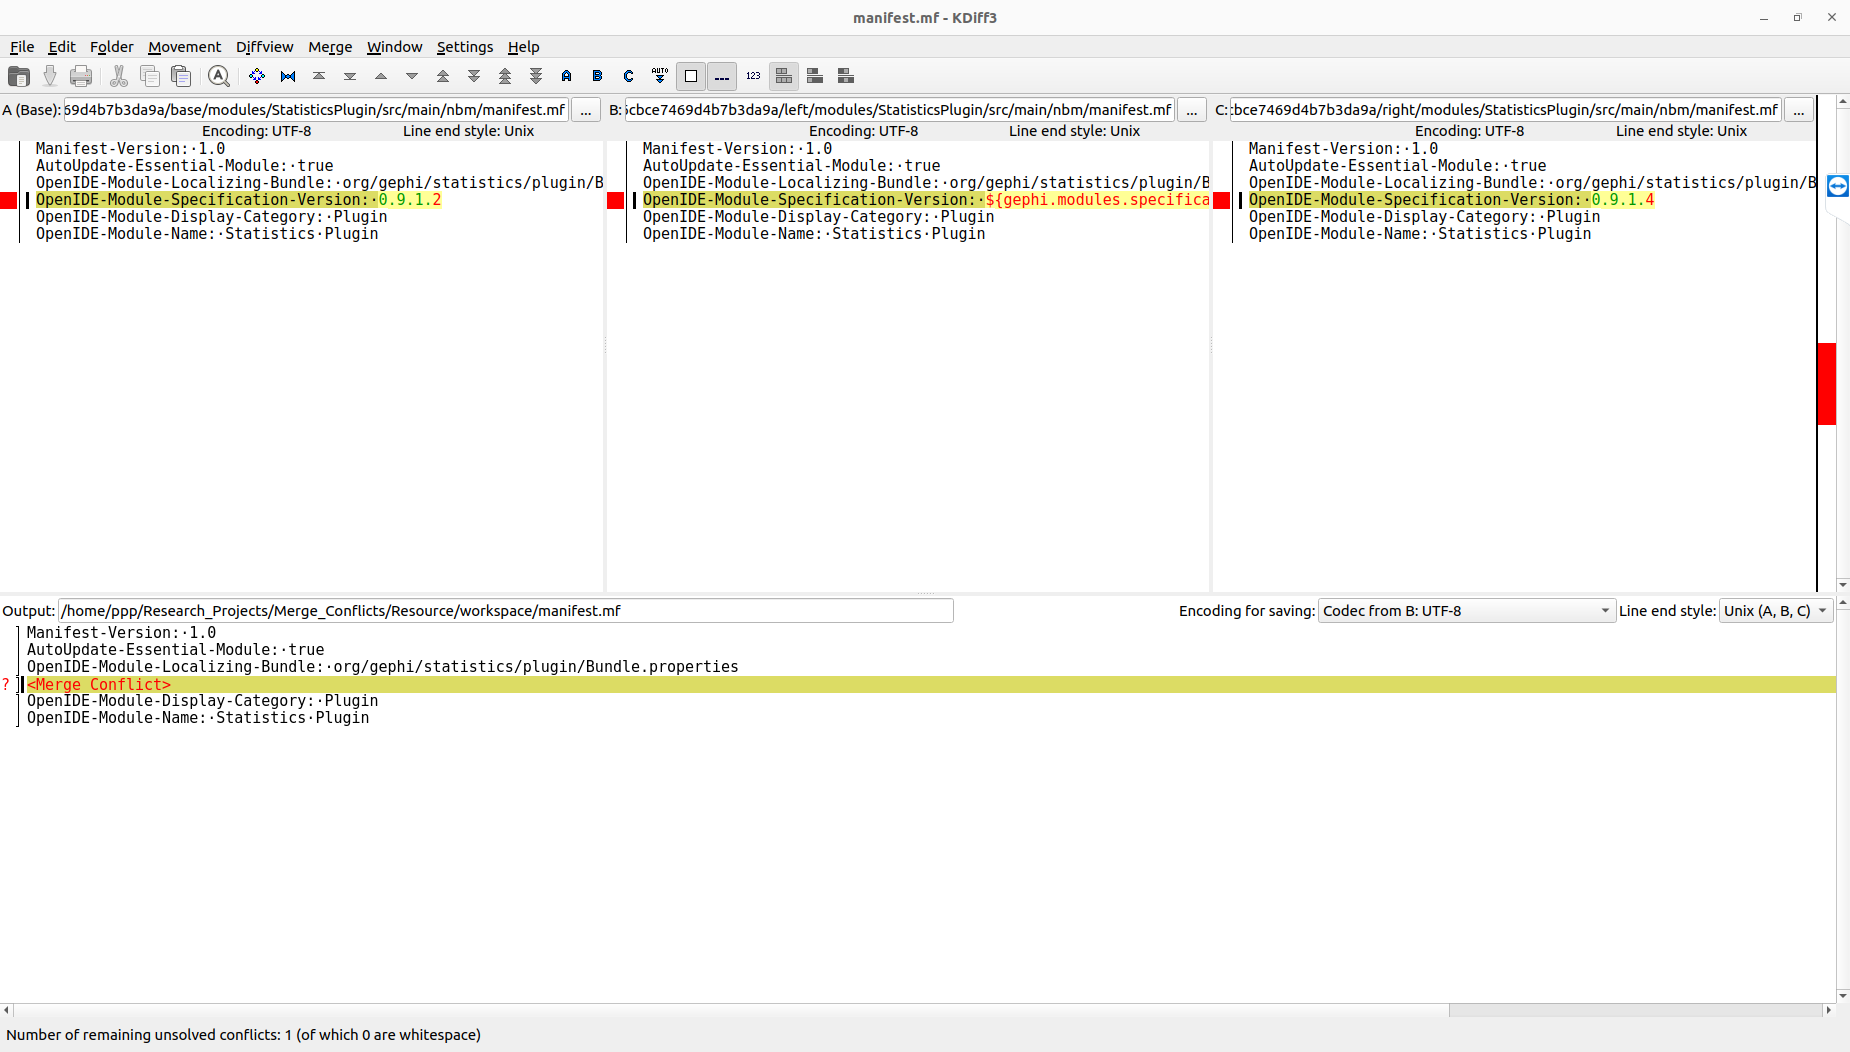 manifest.mf - KDiff3
File Edit Folder Movement Diffview Merge Window Settings Help
A B C AUTO 123
A (Base): 69d4b7b3da9a/base/modules/StatisticsPlugin/src/main/nbm/manifest.mf ...
Encoding: UTF-8 Line end style: Unix
Manifest-Version:·1.0
AutoUpdate-Essential-Module:·true
OpenIDE-Module-Localizing-Bundle:·org/gephi/statistics/plugin/B
OpenIDE-Module-Specification-Version:·0.9.1.2
OpenIDE-Module-Display-Category:·Plugin
OpenIDE-Module-Name:·Statistics·Plugin
B: cbce7469d4b7b3da9a/left/modules/StatisticsPlugin/src/main/nbm/manifest.mf ...
Encoding: UTF-8 Line end style: Unix
Manifest-Version:·1.0
AutoUpdate-Essential-Module:·true
OpenIDE-Module-Localizing-Bundle:·org/gephi/statistics/plugin/B
OpenIDE-Module-Specification-Version:·${gephi.modules.specifica
OpenIDE-Module-Display-Category:·Plugin
OpenIDE-Module-Name:·Statistics·Plugin
C: cbce7469d4b7b3da9a/right/modules/StatisticsPlugin/src/main/nbm/manifest.mf ...
Encoding: UTF-8 Line end style: Unix
Manifest-Version:·1.0
AutoUpdate-Essential-Module:·true
OpenIDE-Module-Localizing-Bundle:·org/gephi/statistics/plugin/B
OpenIDE-Module-Specification-Version:·0.9.1.4
OpenIDE-Module-Display-Category:·Plugin
OpenIDE-Module-Name:·Statistics·Plugin
Output: /home/ppp/Research_Projects/Merge_Conflicts/Resource/workspace/manifest.mf Encoding for saving: Codec from B: UTF-8 Line end style: Unix (A, B, C)
Manifest-Version:·1.0
AutoUpdate-Essential-Module:·true
OpenIDE-Module-Localizing-Bundle:·org/gephi/statistics/plugin/Bundle.properties
? <Merge Conflict>
OpenIDE-Module-Display-Category:·Plugin
OpenIDE-Module-Name:·Statistics·Plugin
Number of remaining unsolved conflicts: 1 (of which 0 are whitespace)